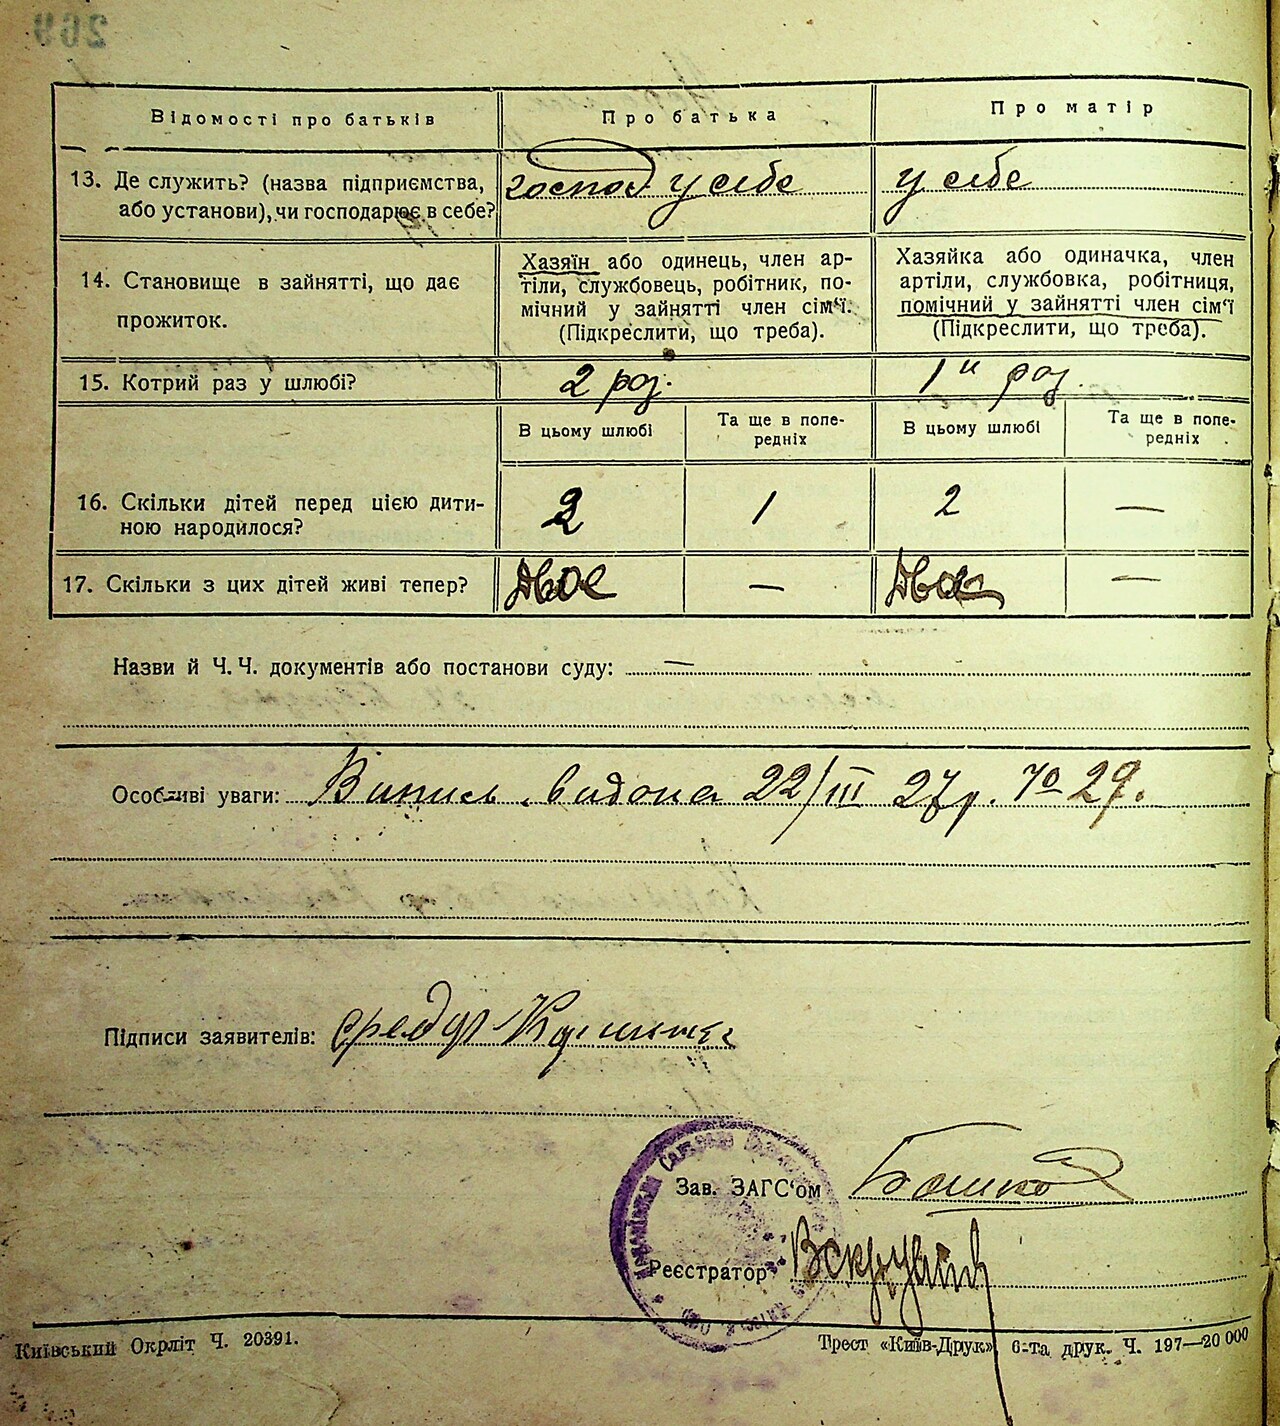 269
Відомості про батьків
Про батька
Про матір
13. Де служить? (назва підприємства,
або установи), чи господарює в себе?
господ у себе
у себе
14. Становище в зайнятті, що дає
прожиток.
Хазяїн або одинець, член ар-
тіли, службовець, робітник, по-
мічний у зайнятті член сім‘ї.
(Підкреслити, що треба).
Хазяйка або одиначка, член
артіли, службовка, робітниця,
помічний у зайнятті член сім‘ї
(Підкреслити, що треба).
15. Котрий раз у шлюбі?
2 роз.
1й роз.
В цьому шлюбі
Та ще в попе-
редніх
В цьому шлюбі
Та ще в попе-
редніх
16. Скільки дітей перед цією дити-
ною народилося?
2
1
2
—
17. Скільки з цих дітей живі тепер?
Двое
—
Двое
—
Назви й Ч. Ч. документів або постанови суду: —
Особливі уваги: Випись видона 22/III 27р. № 29.
Підписи заявителів:
Зав. ЗАГС‘ом
Реєстратор
Київський Окрліт Ч. 20391.
Трест «Київ-Друк» 6-та друк. Ч. 197—20 000